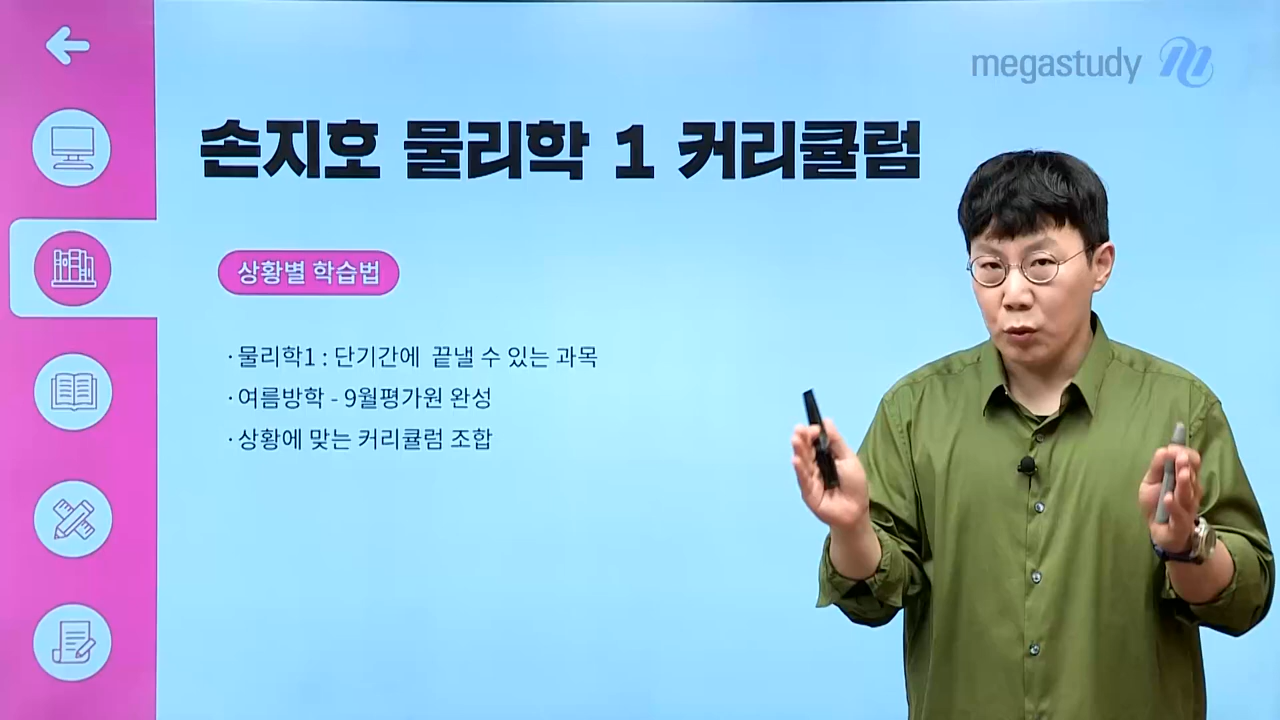 megastudy
손지호 물리학 1 커리큘럼
상황별 학습법
· 물리학1 : 단기간에 끝낼 수 있는 과목
· 여름방학 - 9월평가원 완성
· 상황에 맞는 커리큘럼 조합